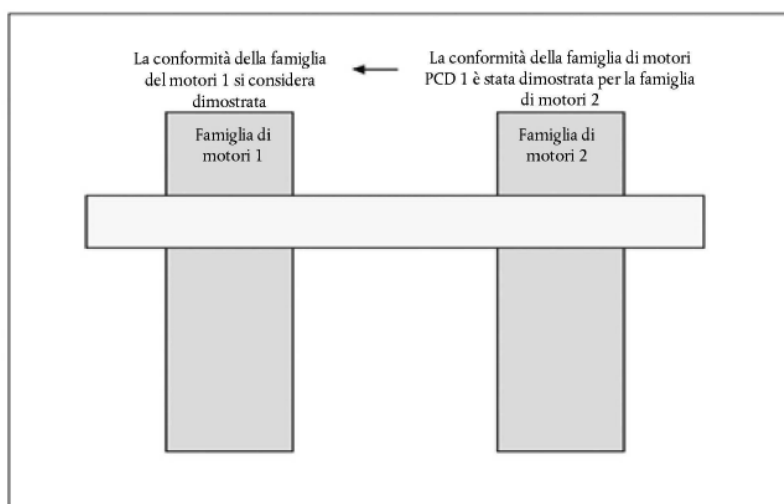 La conformità della famiglia
del motori 1 si considera
dimostrata
La conformità della famiglia di motori
PCD 1 è stata dimostrata per la famiglia
di motori 2
Famiglia di
motori 1
Famiglia di
motori 2